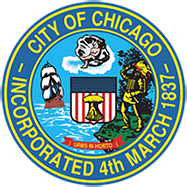 CITY OF CHICAGO
INCORPORATED 4th MARCH 1837
URBS IN HORTO